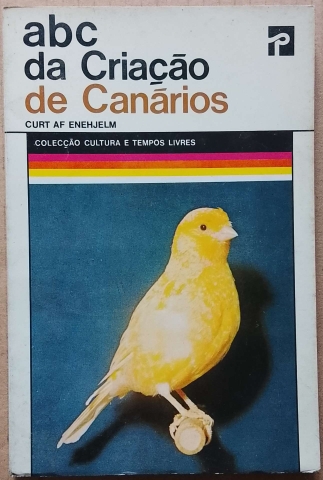 abc
da Criação
de Canários
CURT AF ENEHJELM
COLECÇÃO CULTURA E TEMPOS LIVRES